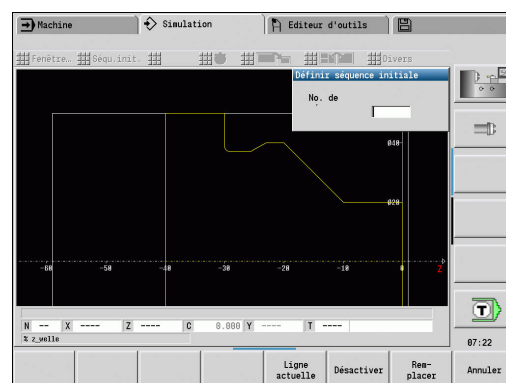 Machine
Simulation
Editeur d'outils
Fenêtre…
Séqu.init.
Divers
Définir séquence initiale
No. de
Ø40
Ø20
-60 -50 -40 -30 -20 -10 0 Z
N -- X ---- Z ---- C 0.000 Y ---- T ----
% z_welle
T
07:22
Ligne actuelle
Désactiver
Rem-
placer
Annuler